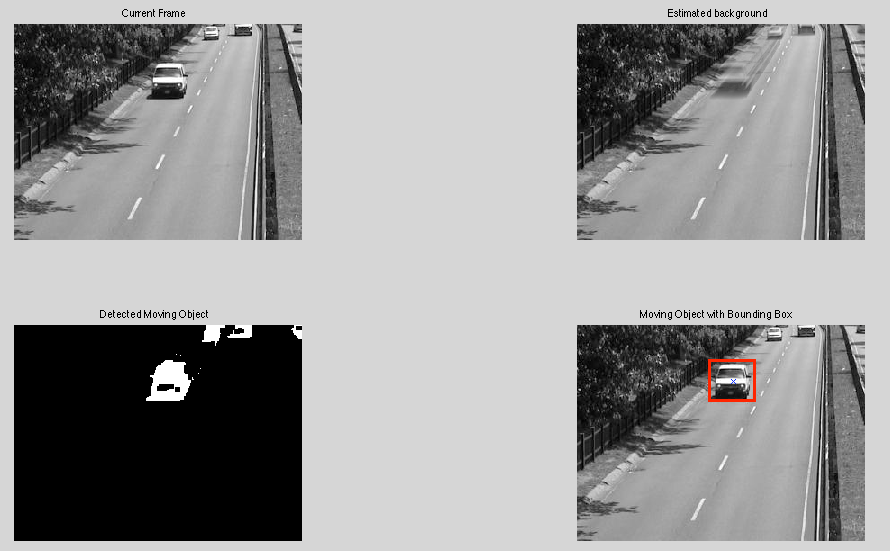 Current Frame
Estimated background
Detected Moving Object
Moving Object with Bounding Box